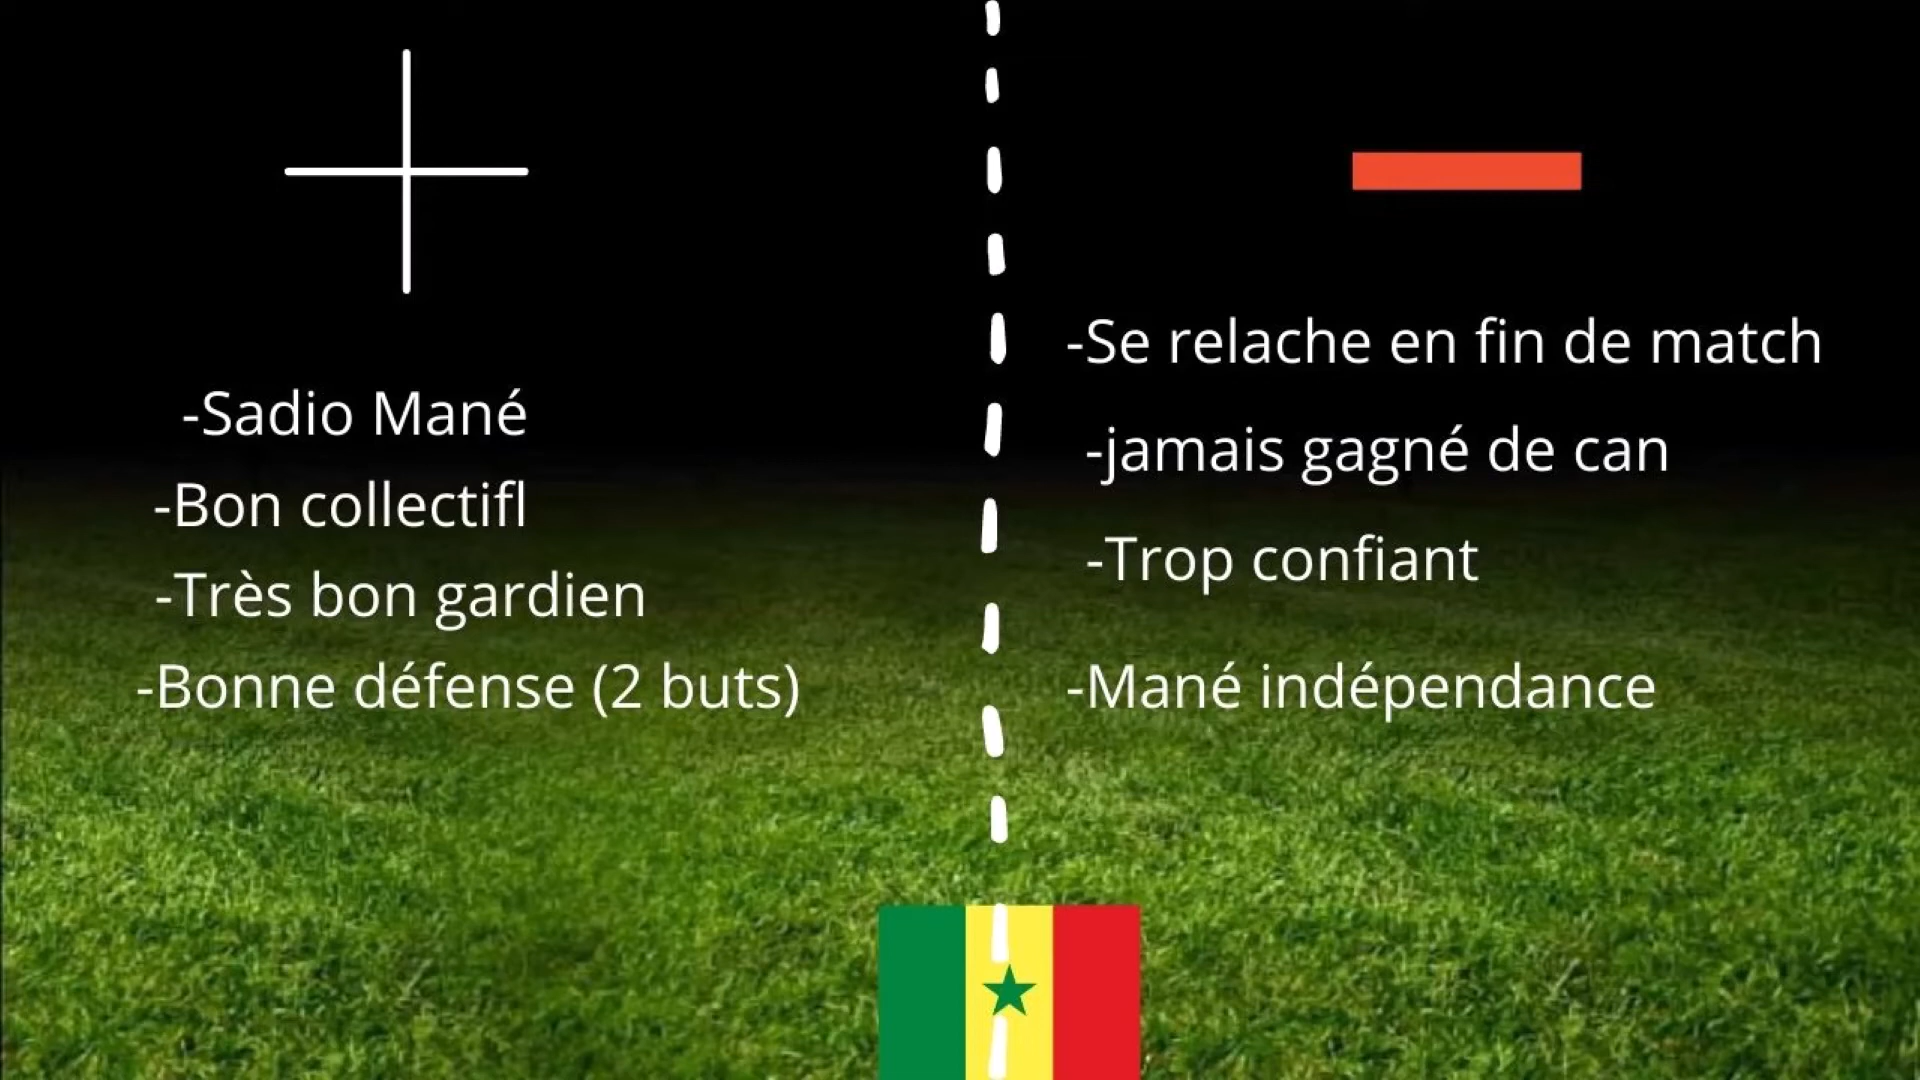 -Sadio Mané
-Bon collectifl
-Très bon gardien
-Bonne défense (2 buts)
-Se relache en fin de match
-jamais gagné de can
-Trop confiant
-Mané indépendance